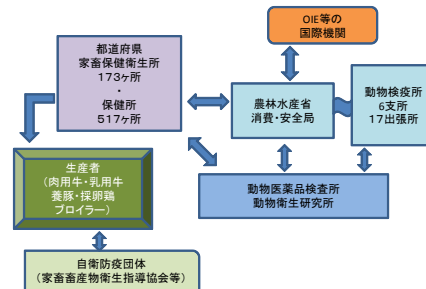 OIE等の
国際機関
都道府県
家畜保健衛生所
173ヶ所
・
保健所
517ヶ所
農林水産省
消費・安全局
動物検疫所
6支所
17出張所
生産者
(肉用牛・乳用牛
養豚・採卵鶏
ブロイラー)
動物医薬品検査所
動物衛生研究所
自衛防疫団体
(家畜畜産物衛生指導協会等)